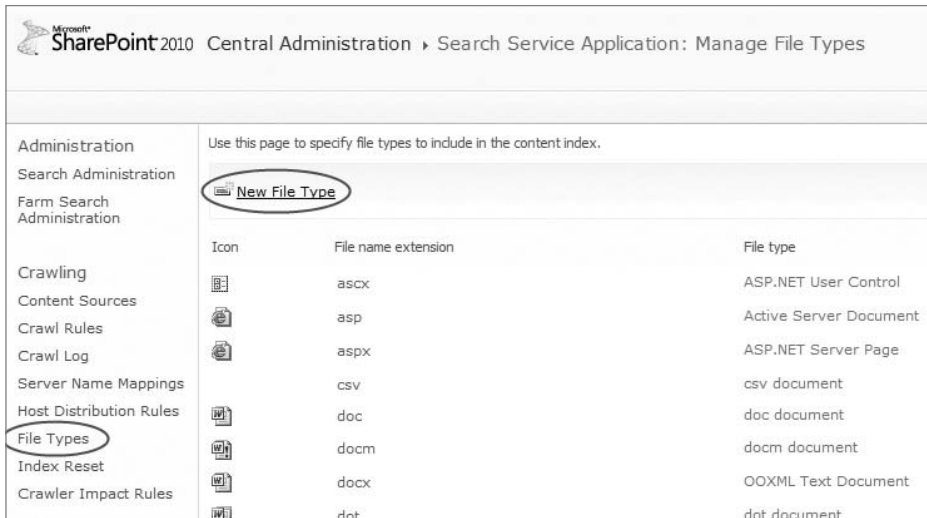 Microsoft®
SharePoint 2010 Central Administration ▸ Search Service Application: Manage File Types
Administration
Search Administration
Farm Search
Administration
Crawling
Content Sources
Crawl Rules
Crawl Log
Server Name Mappings
Host Distribution Rules
File Types
Index Reset
Crawler Impact Rules
Use this page to specify file types to include in the content index.
New File Type
Icon File name extension File type
ascx ASP.NET User Control
asp Active Server Document
aspx ASP.NET Server Page
csv csv document
doc doc document
docm docm document
docx OOXML Text Document
dot dot document